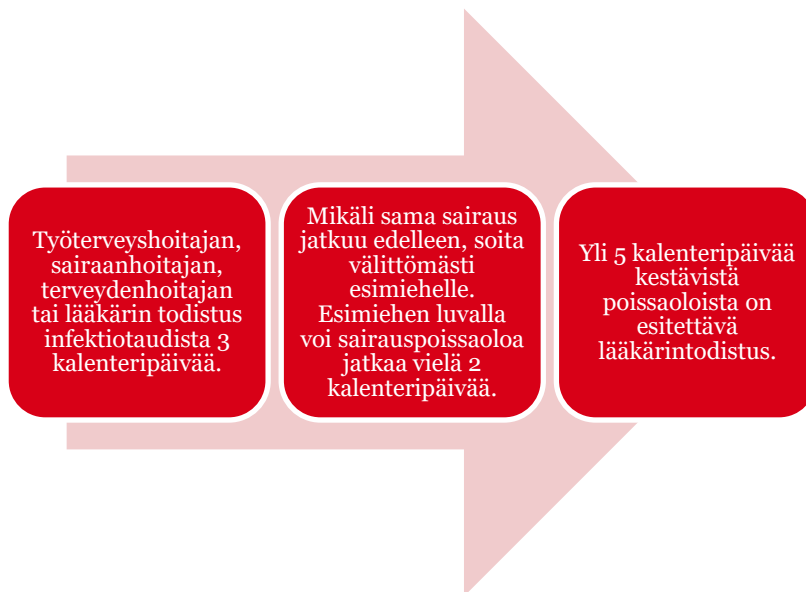 Työterveyshoitajan,
sairaanhoitajan,
terveydenhoitajan
tai lääkärin todistus
infektiotaudista 3
kalenteripäivää.
Mikäli sama sairaus
jatkuu edelleen, soita
välittömästi
esimiehelle.
Esimiehen luvalla
voi sairauspoissaoloa
jatkaa vielä 2
kalenteripäivää.
Yli 5 kalenteripäivää
kestävistä
poissaoloista on
esitettävä
lääkärintodistus.